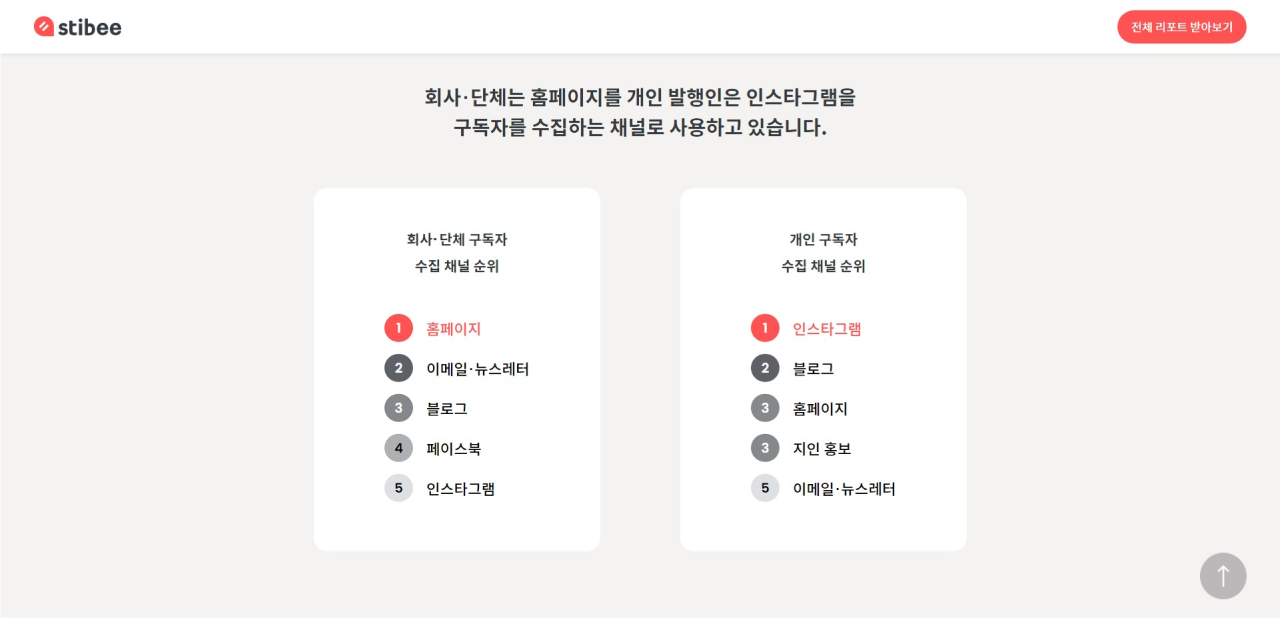 stibee
전체 리포트 받아보기
회사·단체는 홈페이지를 개인 발행인은 인스타그램을
구독자를 수집하는 채널로 사용하고 있습니다.
회사·단체 구독자
수집 채널 순위
1 홈페이지
2 이메일·뉴스레터
3 블로그
4 페이스북
5 인스타그램
개인 구독자
수집 채널 순위
1 인스타그램
2 블로그
3 홈페이지
3 지인 홍보
5 이메일·뉴스레터